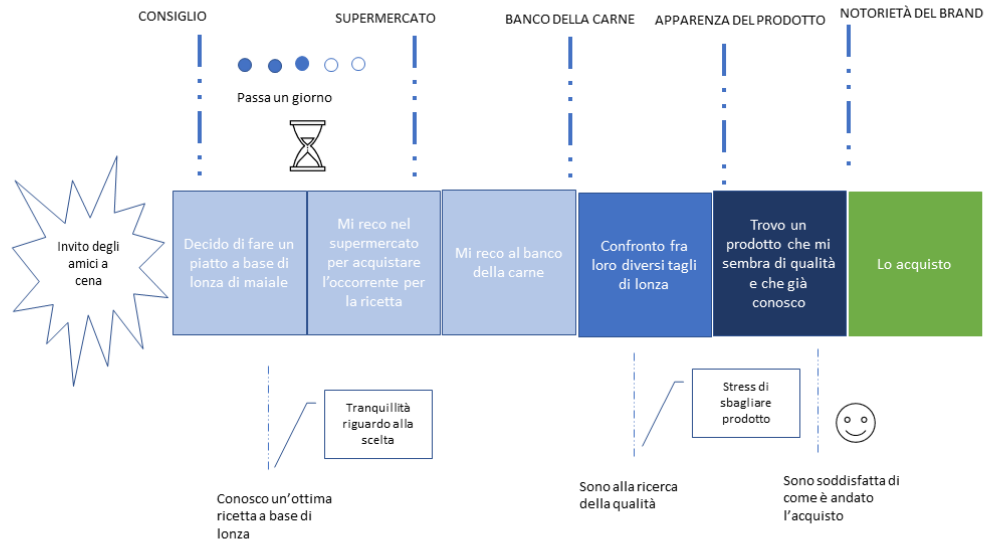 CONSIGLIO
SUPERMERCATO
BANCO DELLA CARNE
APPARENZA DEL PRODOTTO
NOTORIETÀ DEL BRAND
Passa un giorno
Invito degli
amici a
cena
Decido di fare un
piatto a base di
lonza di maiale
Mi reco nel
supermercato
per acquistare
l'occorrente per
la ricetta
Mi reco al banco
della carne
Confronto fra
loro diversi tagli
di lonza
Trovo un
prodotto che mi
sembra di qualità
e che già
conosco
Lo acquisto
Tranquillità
riguardo alla
scelta
Stress di
sbagliare
prodotto
Conosco un'ottima
ricetta a base di
lonza
Sono alla ricerca
della qualità
Sono soddisfatta di
come è andato
l'acquisto